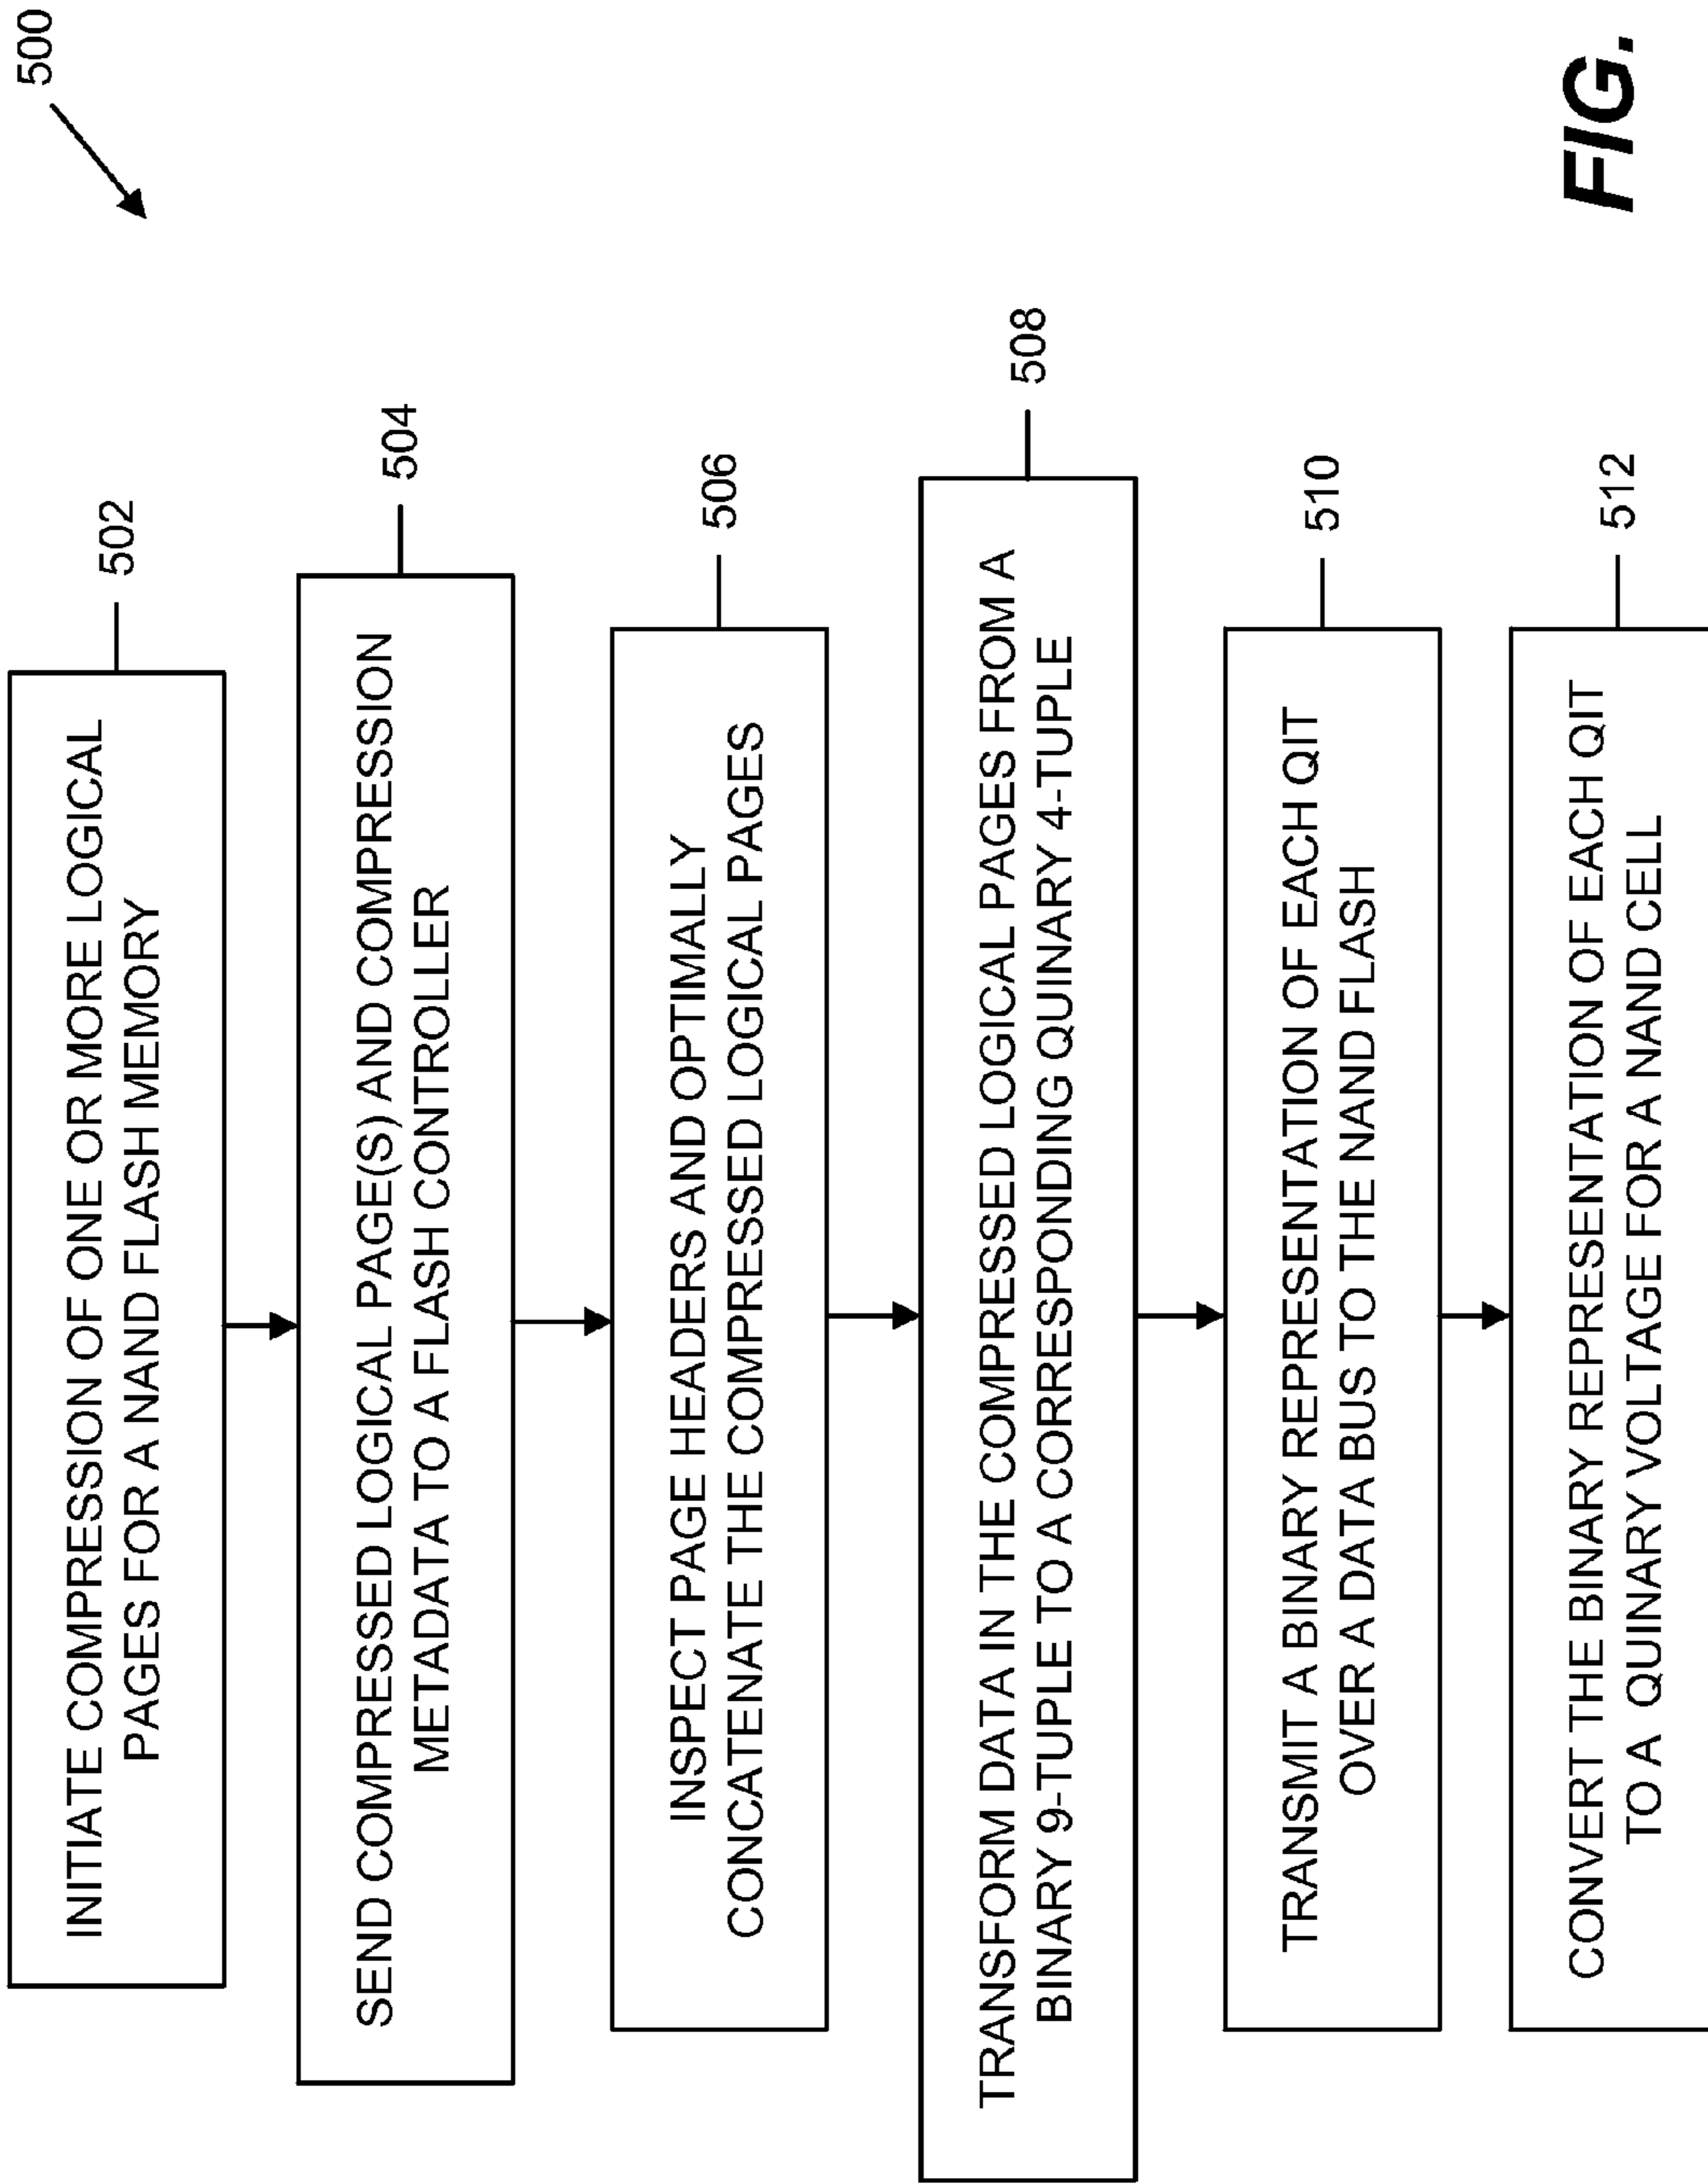 500
INITIATE COMPRESSION OF ONE OR MORE LOGICAL
PAGES FOR A NAND FLASH MEMORY
502
SEND COMPRESSED LOGICAL PAGE(S) AND COMPRESSION
METADATA TO A FLASH CONTROLLER
504
INSPECT PAGE HEADERS AND OPTIMALLY
CONCATENATE THE COMPRESSED LOGICAL PAGES
506
TRANSFORM DATA IN THE COMPRESSED LOGICAL PAGES FROM A
BINARY 9-TUPLE TO A CORRESPONDING QUINARY 4-TUPLE
508
TRANSMIT A BINARY REPRESENTATION OF EACH QIT
OVER A DATA BUS TO THE NAND FLASH
510
CONVERT THE BINARY REPRESENTATION OF EACH QIT
TO A QUINARY VOLTAGE FOR A NAND CELL
512
FIG.